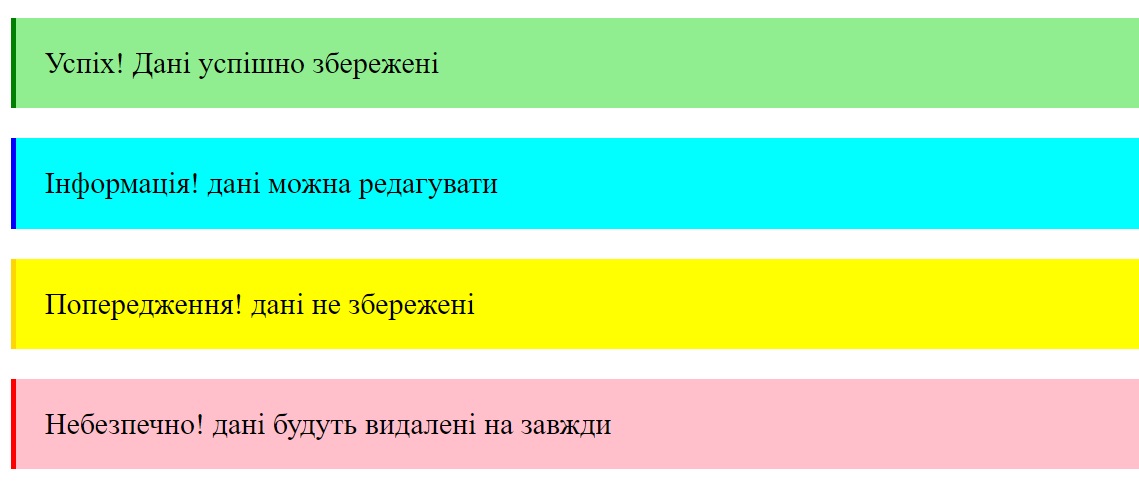 Успіх! Дані успішно збережені
Інформація! дані можна редагувати
Попередження! дані не збережені
Небезпечно! дані будуть видалені на завжди